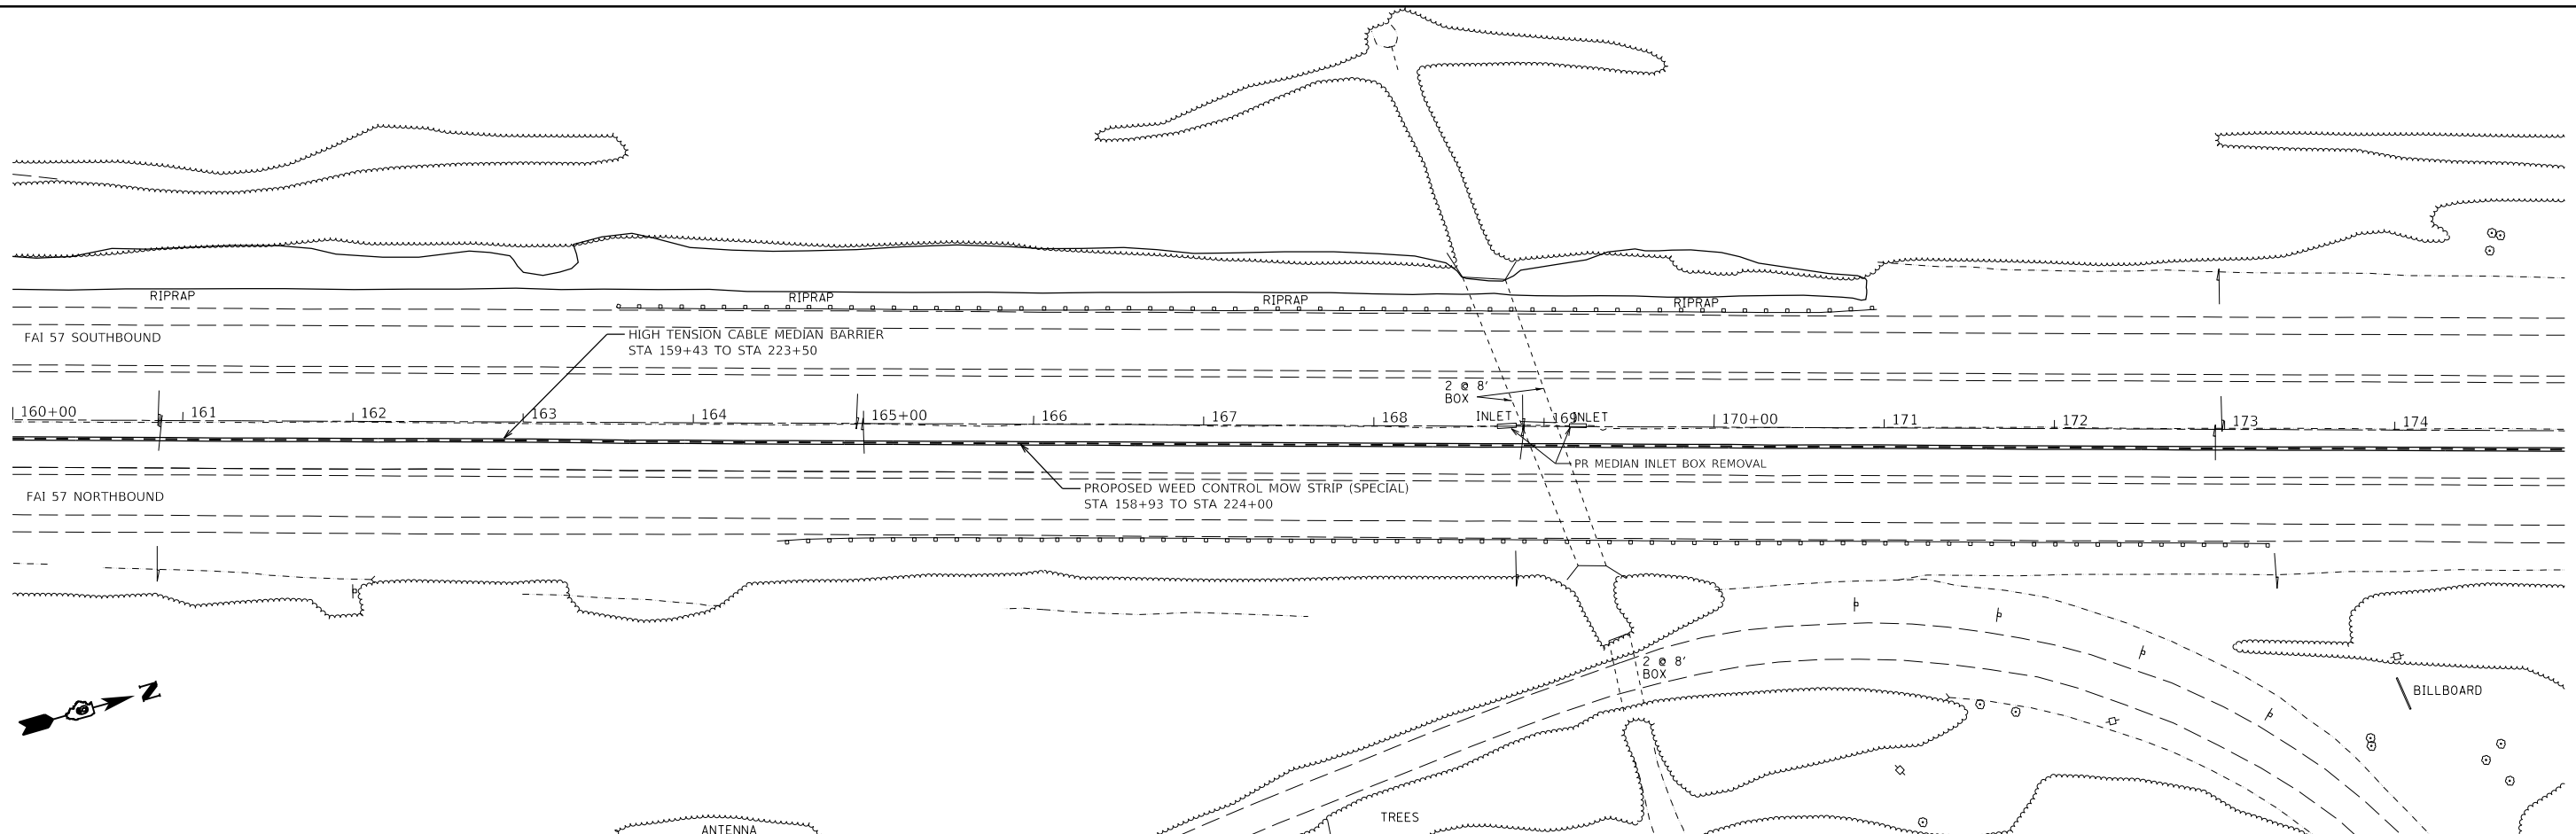 RIPRAP
RIPRAP
RIPRAP
RIPRAP
HIGH TENSION CABLE MEDIAN BARRIER
STA 159+43 TO STA 223+50
FAI 57 SOUTHBOUND
2 @ 8'
BOX
160+00 161 162 163 164 165+00 166 167 168 169 170+00 171 172 173 174
INLET INLET
PR MEDIAN INLET BOX REMOVAL
PROPOSED WEED CONTROL MOW STRIP (SPECIAL)
STA 158+93 TO STA 224+00
FAI 57 NORTHBOUND
2 @ 8'
BOX
N
BILLBOARD
TREES
ANTENNA